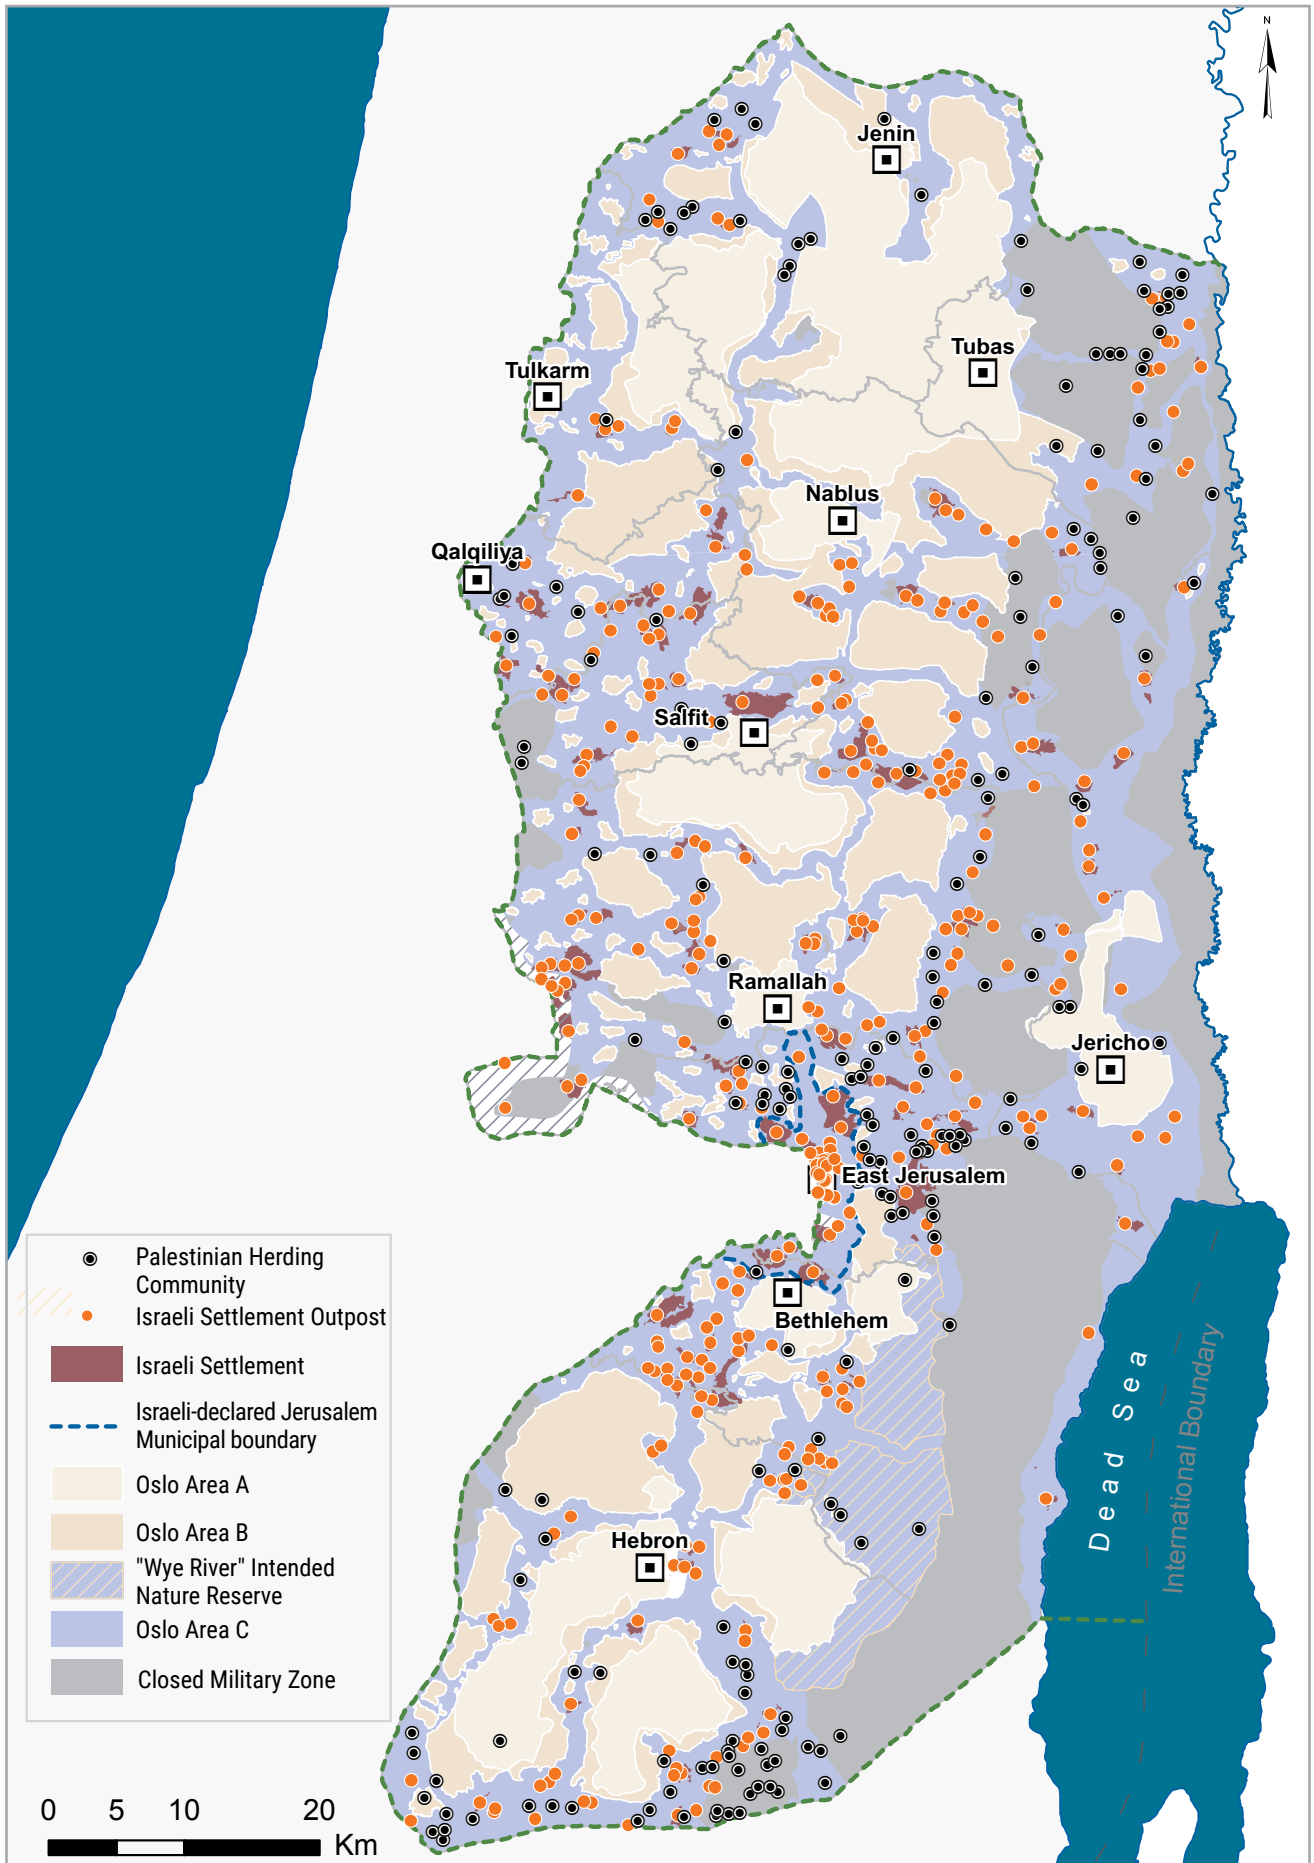 N
Jenin
Tubas
Tulkarm
Nablus
Qalqiliya
Salfit
Ramallah
Jericho
East Jerusalem
Bethlehem
Hebron
Dead Sea
International Boundary
Palestinian Herding
Community
Israeli Settlement Outpost
Israeli Settlement
Israeli-declared Jerusalem
Municipal boundary
Oslo Area A
Oslo Area B
"Wye River" Intended
Nature Reserve
Oslo Area C
Closed Military Zone
0 5 10 20
Km